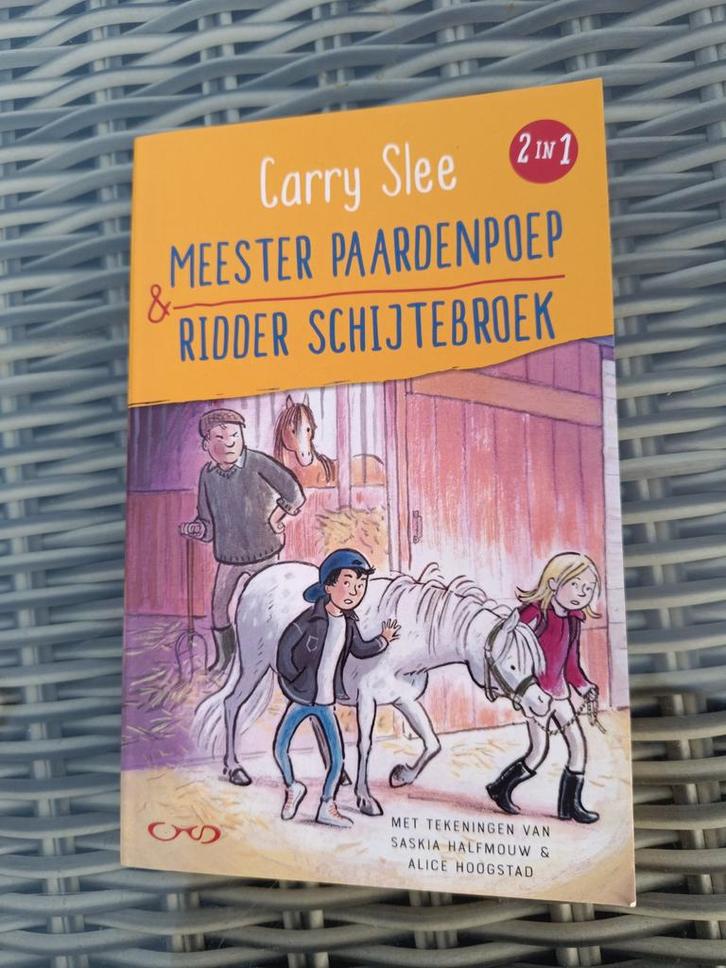 2 IN 1
Carry Slee
MEESTER PAARDENPOEP
&
RIDDER SCHIJTEBROEK
MET TEKENINGEN VAN
SASKIA HALFMOUW &
ALICE HOOGSTAD